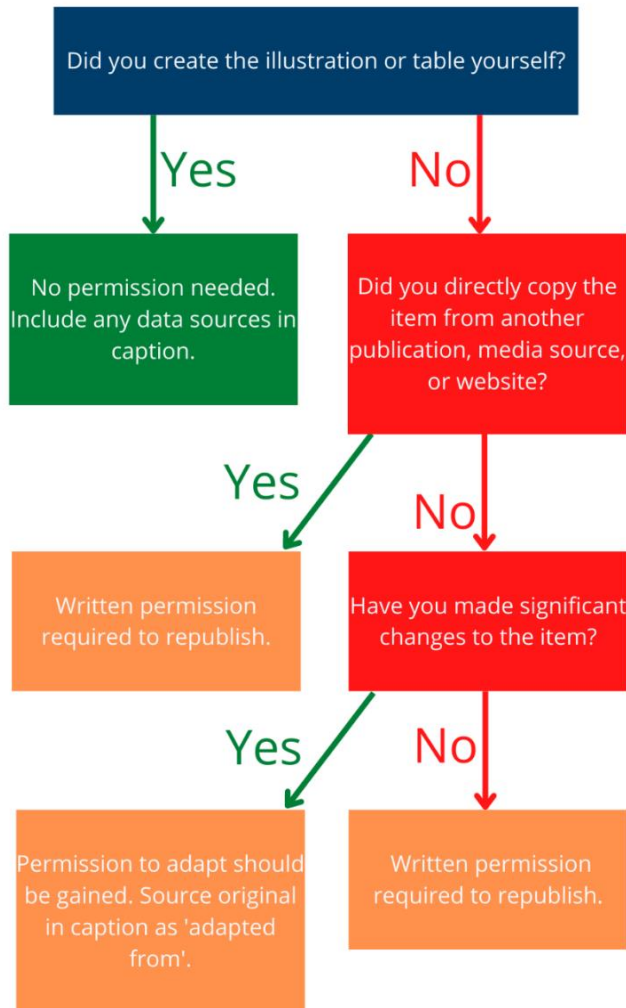 Did you create the illustration or table yourself?
Yes
No
No permission needed.
Include any data sources in
caption.
Did you directly copy the
item from another
publication, media source,
or website?
Yes
No
Written permission
required to republish.
Have you made significant
changes to the item?
Yes
No
Permission to adapt should
be gained. Source original
in caption as 'adapted
from'.
Written permission
required to republish.